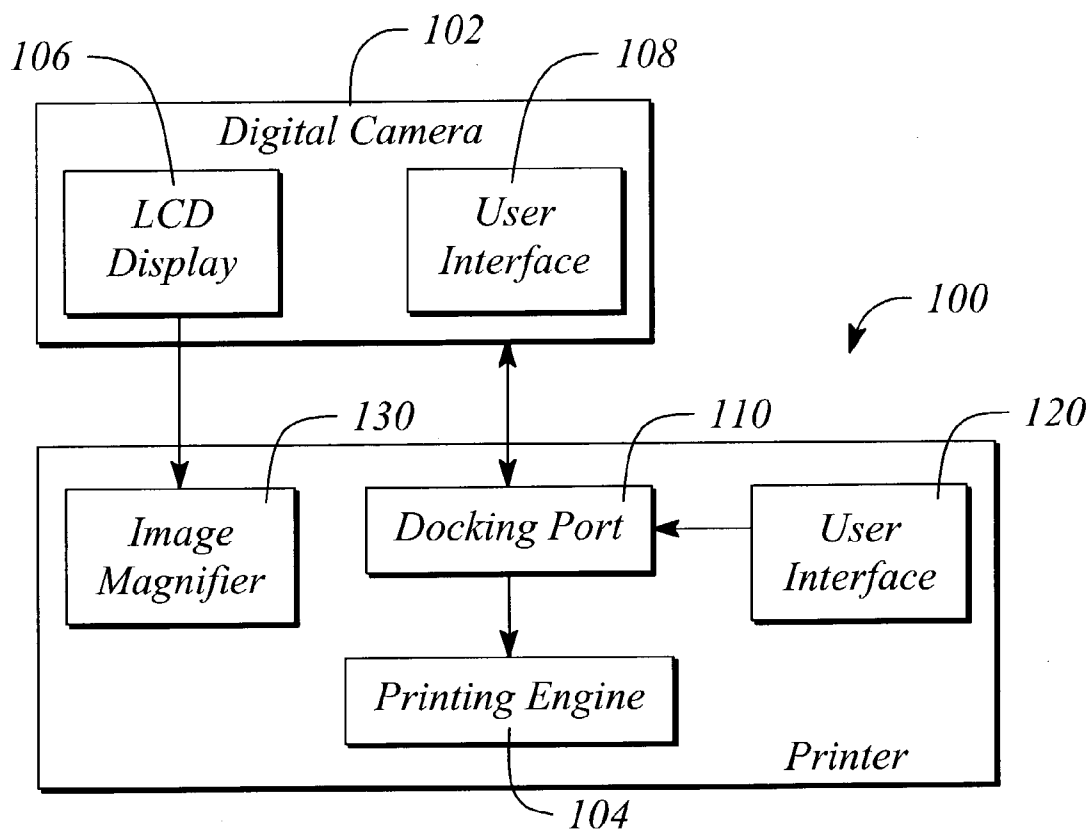 102
106
108
Digital Camera
LCD
Display
User
Interface
100
130
110
120
Image
Magnifier
Docking Port
User
Interface
Printing Engine
Printer
104